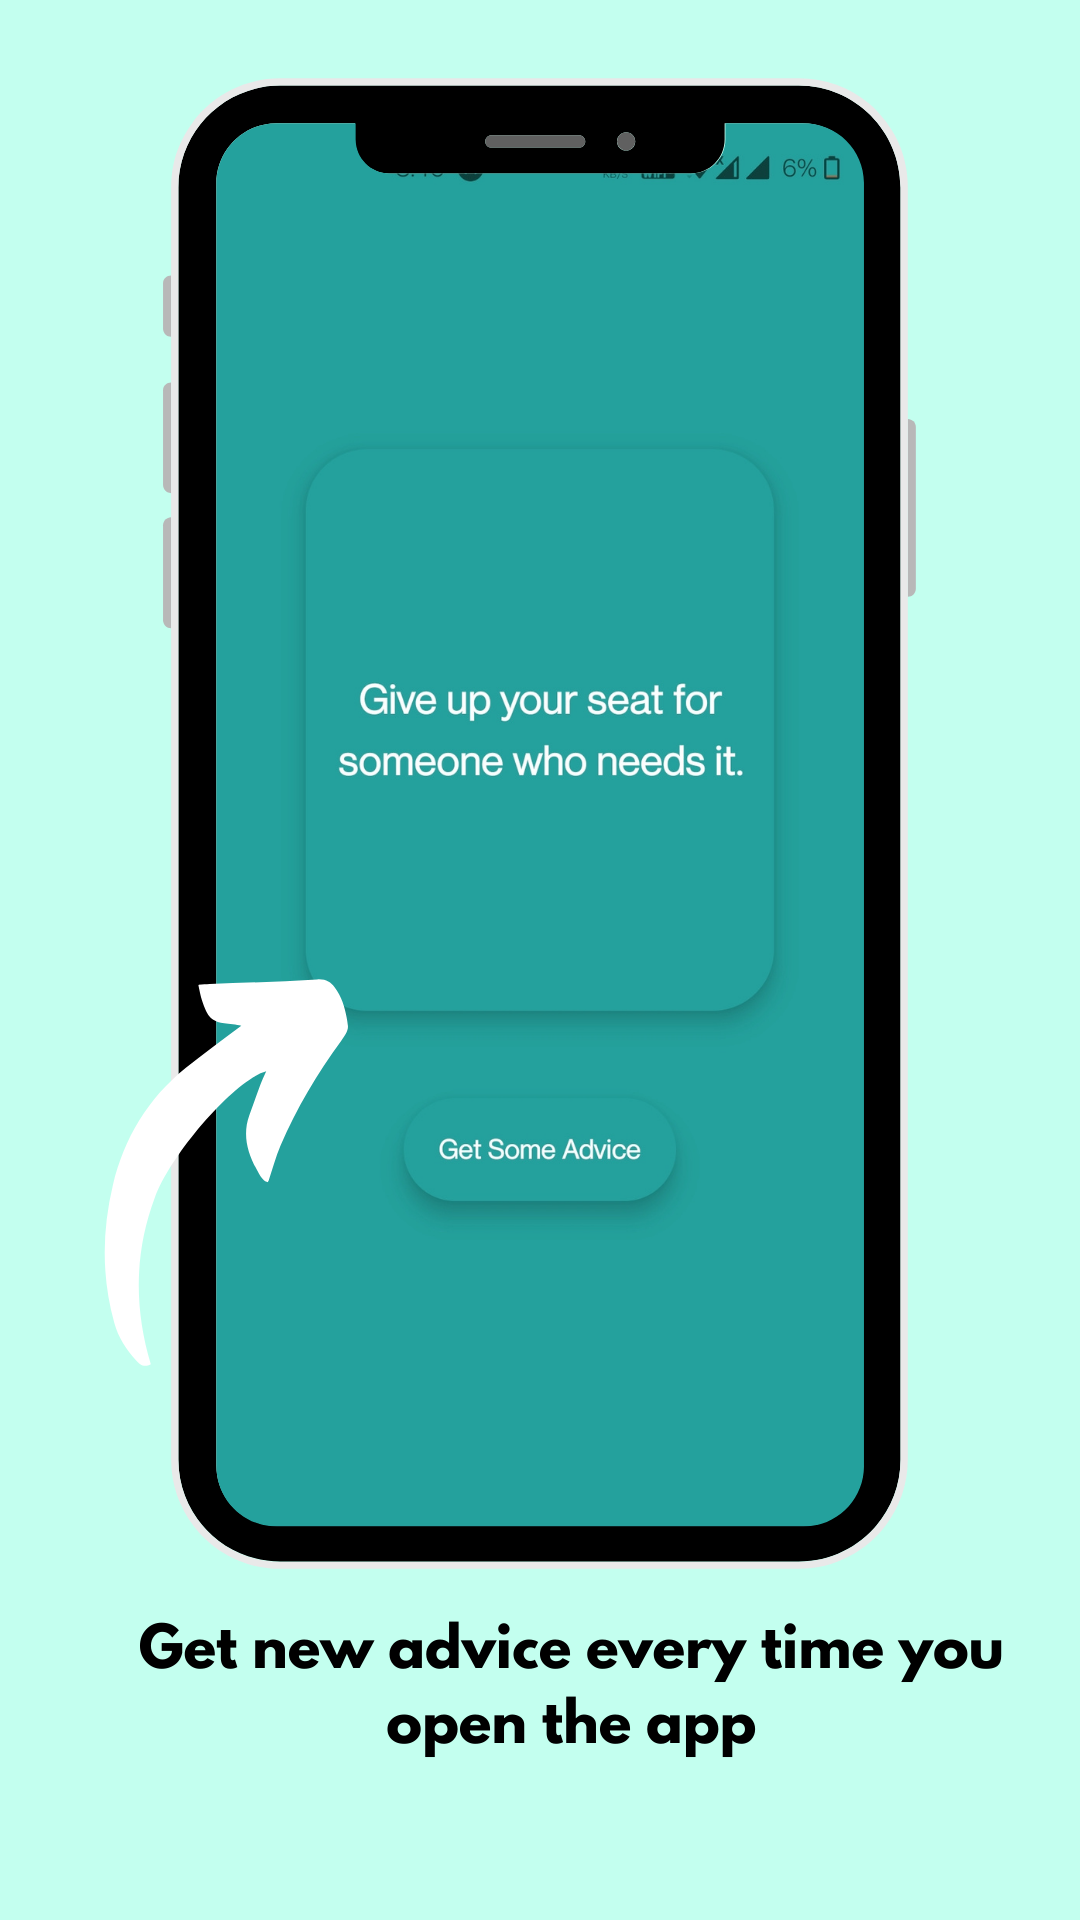 6%
Give up your seat for
someone who needs it.
Get Some Advice
Get new advice every time you
open the app